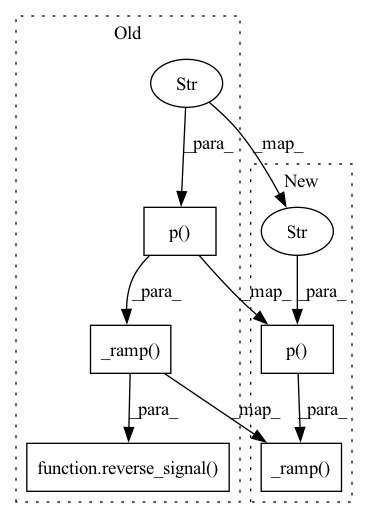 Old
Str
_para_
_map_
New
p()
Str
_para_
_map_
_para_
_ramp()
p()
_para_
_map_
_para_
function.reverse_signal()
_ramp()